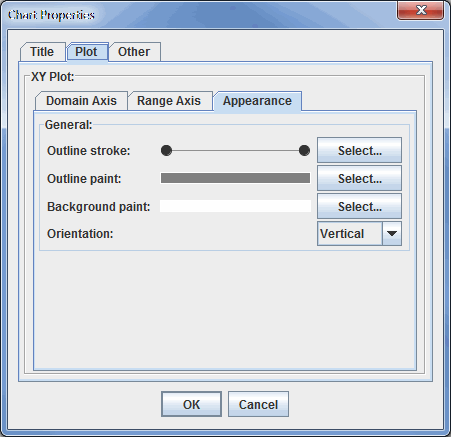 Chart Properties
Title Plot Other
XY Plot:
Domain Axis Range Axis Appearance
General:
Outline stroke: Select...
Outline paint: Select...
Background paint: Select...
Orientation: Vertical
OK Cancel